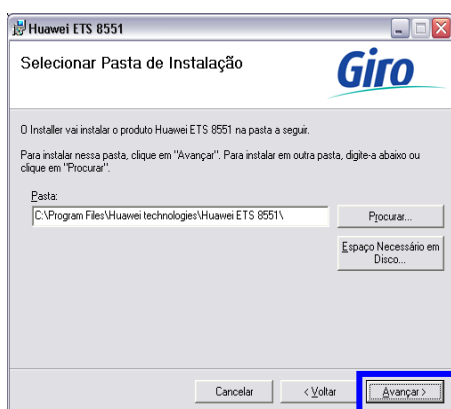 Huawei ETS 8551
Selecionar Pasta de Instalação
Giro
O Installer vai instalar o produto Huawei ETS 8551 na pasta a seguir.
Para instalar nessa pasta, clique em "Avançar". Para instalar em outra pasta, digite-a abaixo ou
clique em "Procurar".
Pasta:
C:\Program Files\Huawei technologies\Huawei ETS 8551\
Procurar...
Espaço Necessário em
Disco...
Cancelar
< Voltar
Avançar >